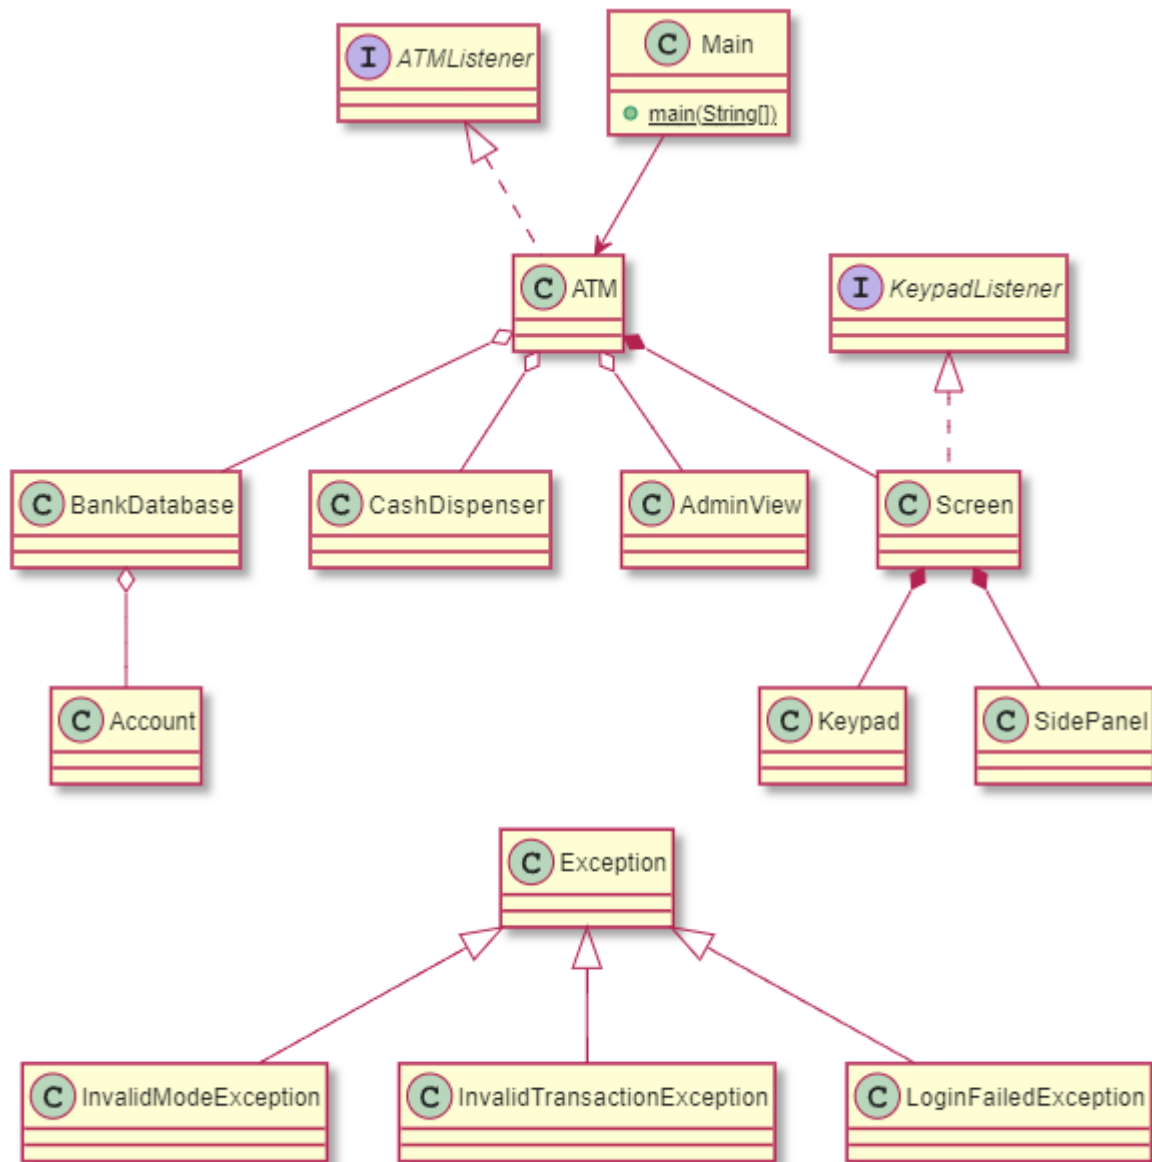 I ATMListener
C Main
main(String[])
C ATM
I KeypadListener
C BankDatabase
C CashDispenser
C AdminView
C Screen
C Account
C Keypad
C SidePanel
C Exception
C InvalidModeException
C InvalidTransactionException
C LoginFailedException